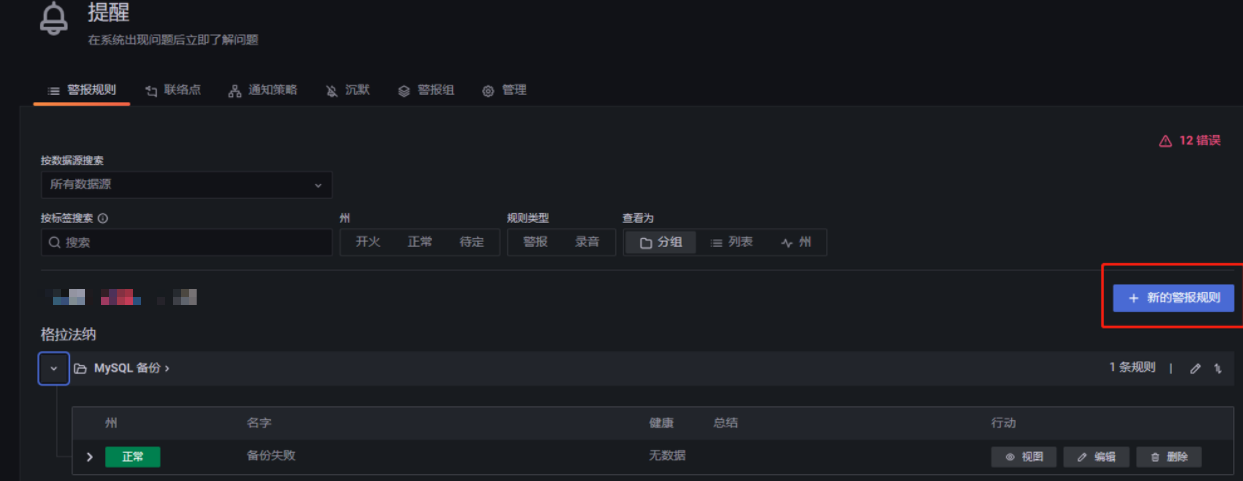 提醒
在系统出现问题后立即了解问题
警报规则 联络点 通知策略 沉默 警报组 管理
12 错误
按数据源搜索
所有数据源
按标签搜索 州 规则类型 查看为
搜索 开火 正常 待定 警报 录音 分组 列表 州
+ 新的警报规则
格拉法纳
MySQL 备份 ›
1 条规则 |
州 名字 健康 总结 行动
正常 备份失败 无数据 视图 编辑 删除